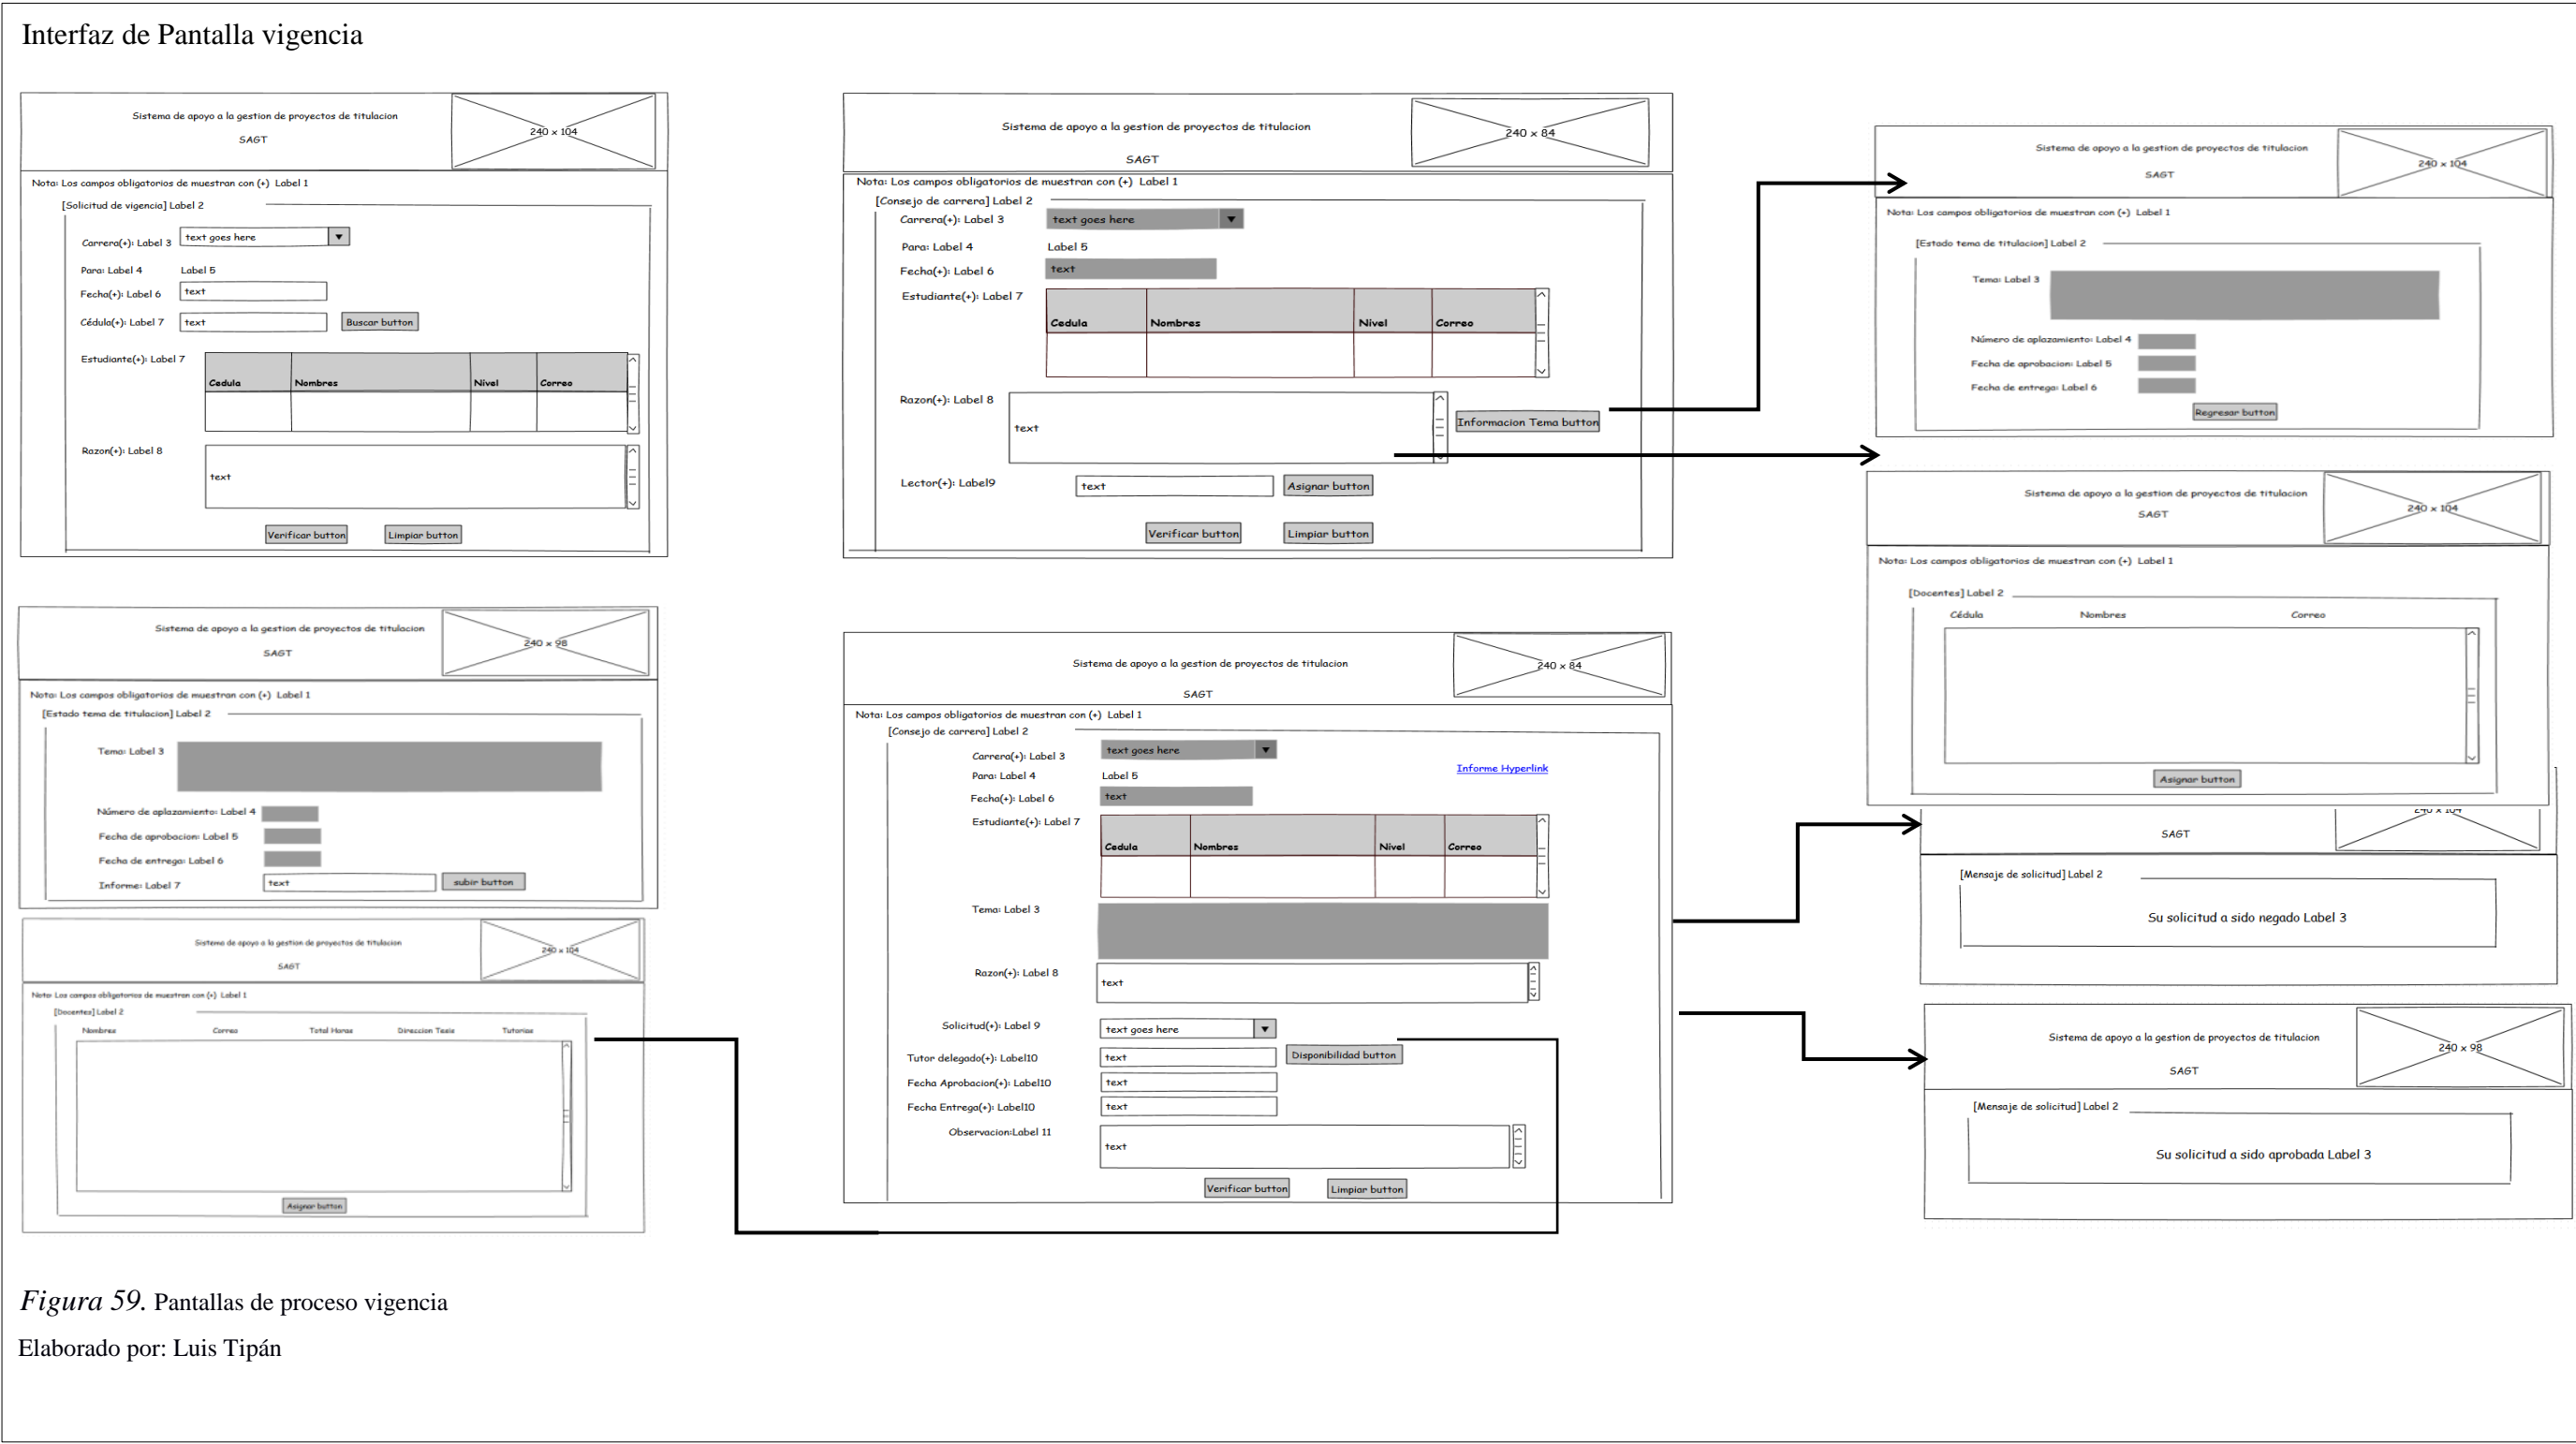 Interfaz de Pantalla vigencia
Sistema de apoyo a la gestion de proyectos de titulacion
SAGT
240 x 104
Nota: Los campos obligatorios de muestran con (+) Label 1
[Solicitud de vigencia] Label 2
Carrera(+): Label 3 text goes here
Para: Label 4 Label 5
Fecha(+): Label 6 text
Cédula(+): Label 7 text Buscar button
Estudiante(+): Label 7
Cedula Nombres Nivel Correo
Razon(+): Label 8
text
Verificar button Limpiar button
Sistema de apoyo a la gestion de proyectos de titulacion
SAGT
240 x 84
Nota: Los campos obligatorios de muestran con (+) Label 1
[Consejo de carrera] Label 2
Carrera(+): Label 3 text goes here
Para: Label 4 Label 5
Fecha(+): Label 6 text
Estudiante(+): Label 7
Cedula Nombres Nivel Correo
Razon(+): Label 8
text
Informacion Tema button
Lector(+): Label9 text Asignar button
Verificar button Limpiar button
Sistema de apoyo a la gestion de proyectos de titulacion
SAGT
240 x 104
Nota: Los campos obligatorios de muestran con (+) Label 1
[Estado tema de titulacion] Label 2
Tema: Label 3
Número de aplazamiento: Label 4
Fecha de aprobacion: Label 5
Fecha de entrega: Label 6
Regresar button
Sistema de apoyo a la gestion de proyectos de titulacion
SAGT
240 x 104
Nota: Los campos obligatorios de muestran con (+) Label 1
[Docentes] Label 2
Cédula Nombres Correo
Asignar button
Sistema de apoyo a la gestion de proyectos de titulacion
SAGT
240 x 98
Nota: Los campos obligatorios de muestran con (+) Label 1
[Estado tema de titulacion] Label 2
Tema: Label 3
Número de aplazamiento: Label 4
Fecha de aprobacion: Label 5
Fecha de entrega: Label 6
Informe: Label 7 text subir button
Sistema de apoyo a la gestion de proyectos de titulacion
SAGT
240 x 104
Nota: Los campos obligatorios de muestran con (+) Label 1
[Docentes] Label 2
Nombres Correo Total Horas Direccion Tesis Tutorias
Asignar button
Sistema de apoyo a la gestion de proyectos de titulacion
SAGT
240 x 84
Nota: Los campos obligatorios de muestran con (+) Label 1
[Consejo de carrera] Label 2
Carrera(+): Label 3 text goes here
Informe Hyperlink
Para: Label 4 Label 5
Fecha(+): Label 6 text
Estudiante(+): Label 7
Cedula Nombres Nivel Correo
Tema: Label 3
Razon(+): Label 8
text
Solicitud(+): Label 9 text goes here
Tutor delegado(+): Label10 text Disponibilidad button
Fecha Aprobacion(+): Label10 text
Fecha Entrega(+): Label10 text
Observacion:Label 11
text
Verificar button Limpiar button
240 x 104
SAGT
[Mensaje de solicitud] Label 2
Su solicitud a sido negado Label 3
Sistema de apoyo a la gestion de proyectos de titulacion
SAGT
240 x 98
[Mensaje de solicitud] Label 2
Su solicitud a sido aprobada Label 3
Figura 59. Pantallas de proceso vigencia
Elaborado por: Luis Tipán